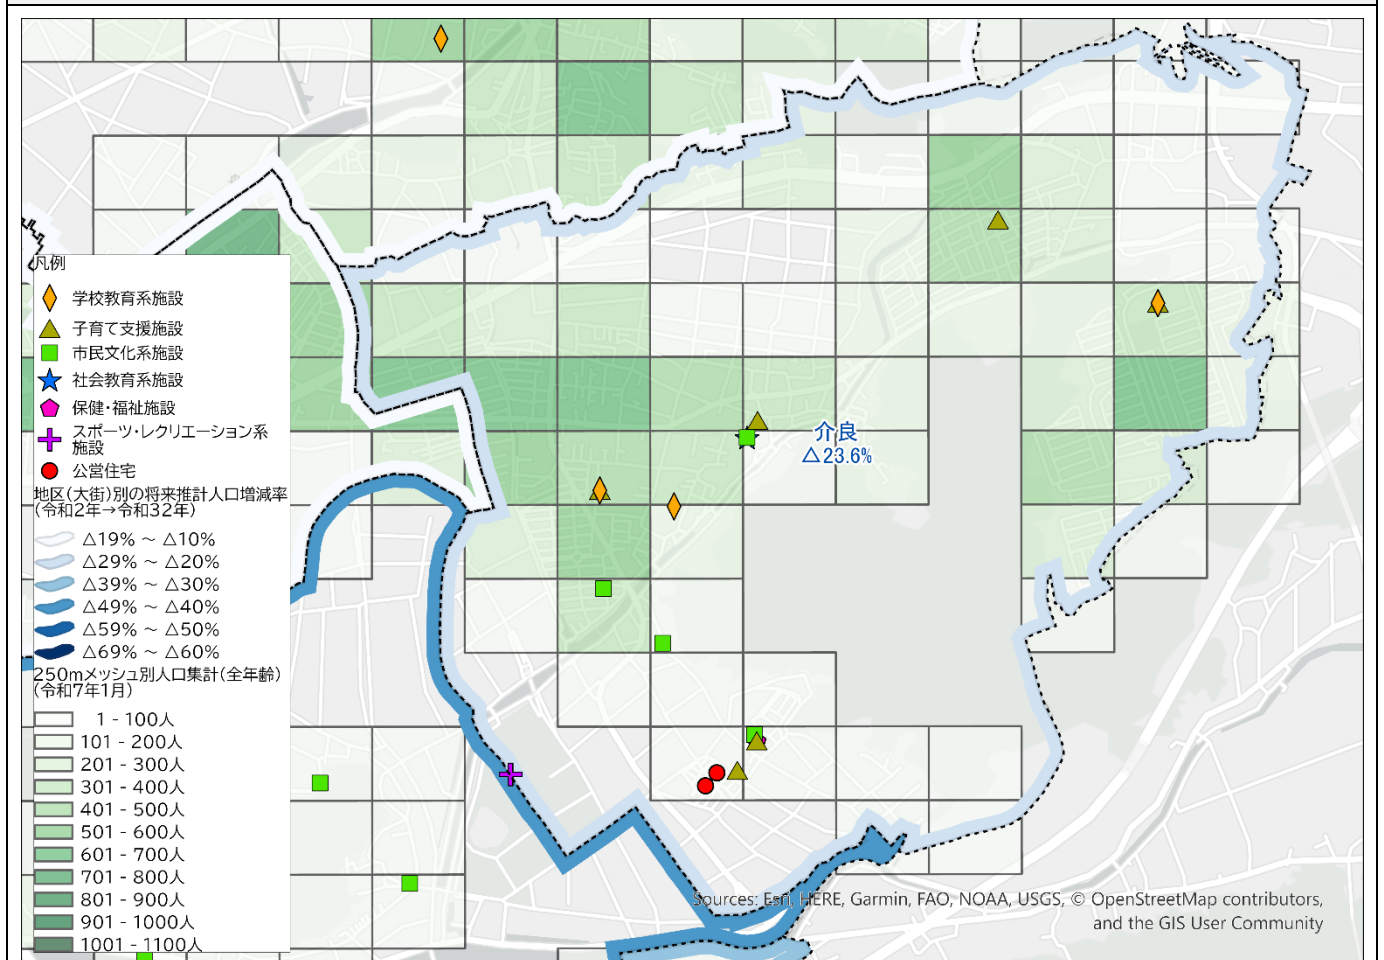 凡例
学校教育系施設
子育て支援施設
市民文化系施設
社会教育系施設
保健・福祉施設
スポーツ・レクリエーション系
施設
公営住宅
地区(大街)別の将来推計人口増減率
(令和2年→令和32年)
△19% ～ △10%
△29% ～ △20%
△39% ～ △30%
△49% ～ △40%
△59% ～ △50%
△69% ～ △60%
250mメッシュ別人口集計(全年齢)
(令和7年1月)
1 - 100人
101 - 200人
201 - 300人
301 - 400人
401 - 500人
501 - 600人
601 - 700人
701 - 800人
801 - 900人
901 - 1000人
1001 - 1100人
介良
△23.6%
Sources: Esri, HERE, Garmin, FAO, NOAA, USGS, © OpenStreetMap contributors,
and the GIS User Community